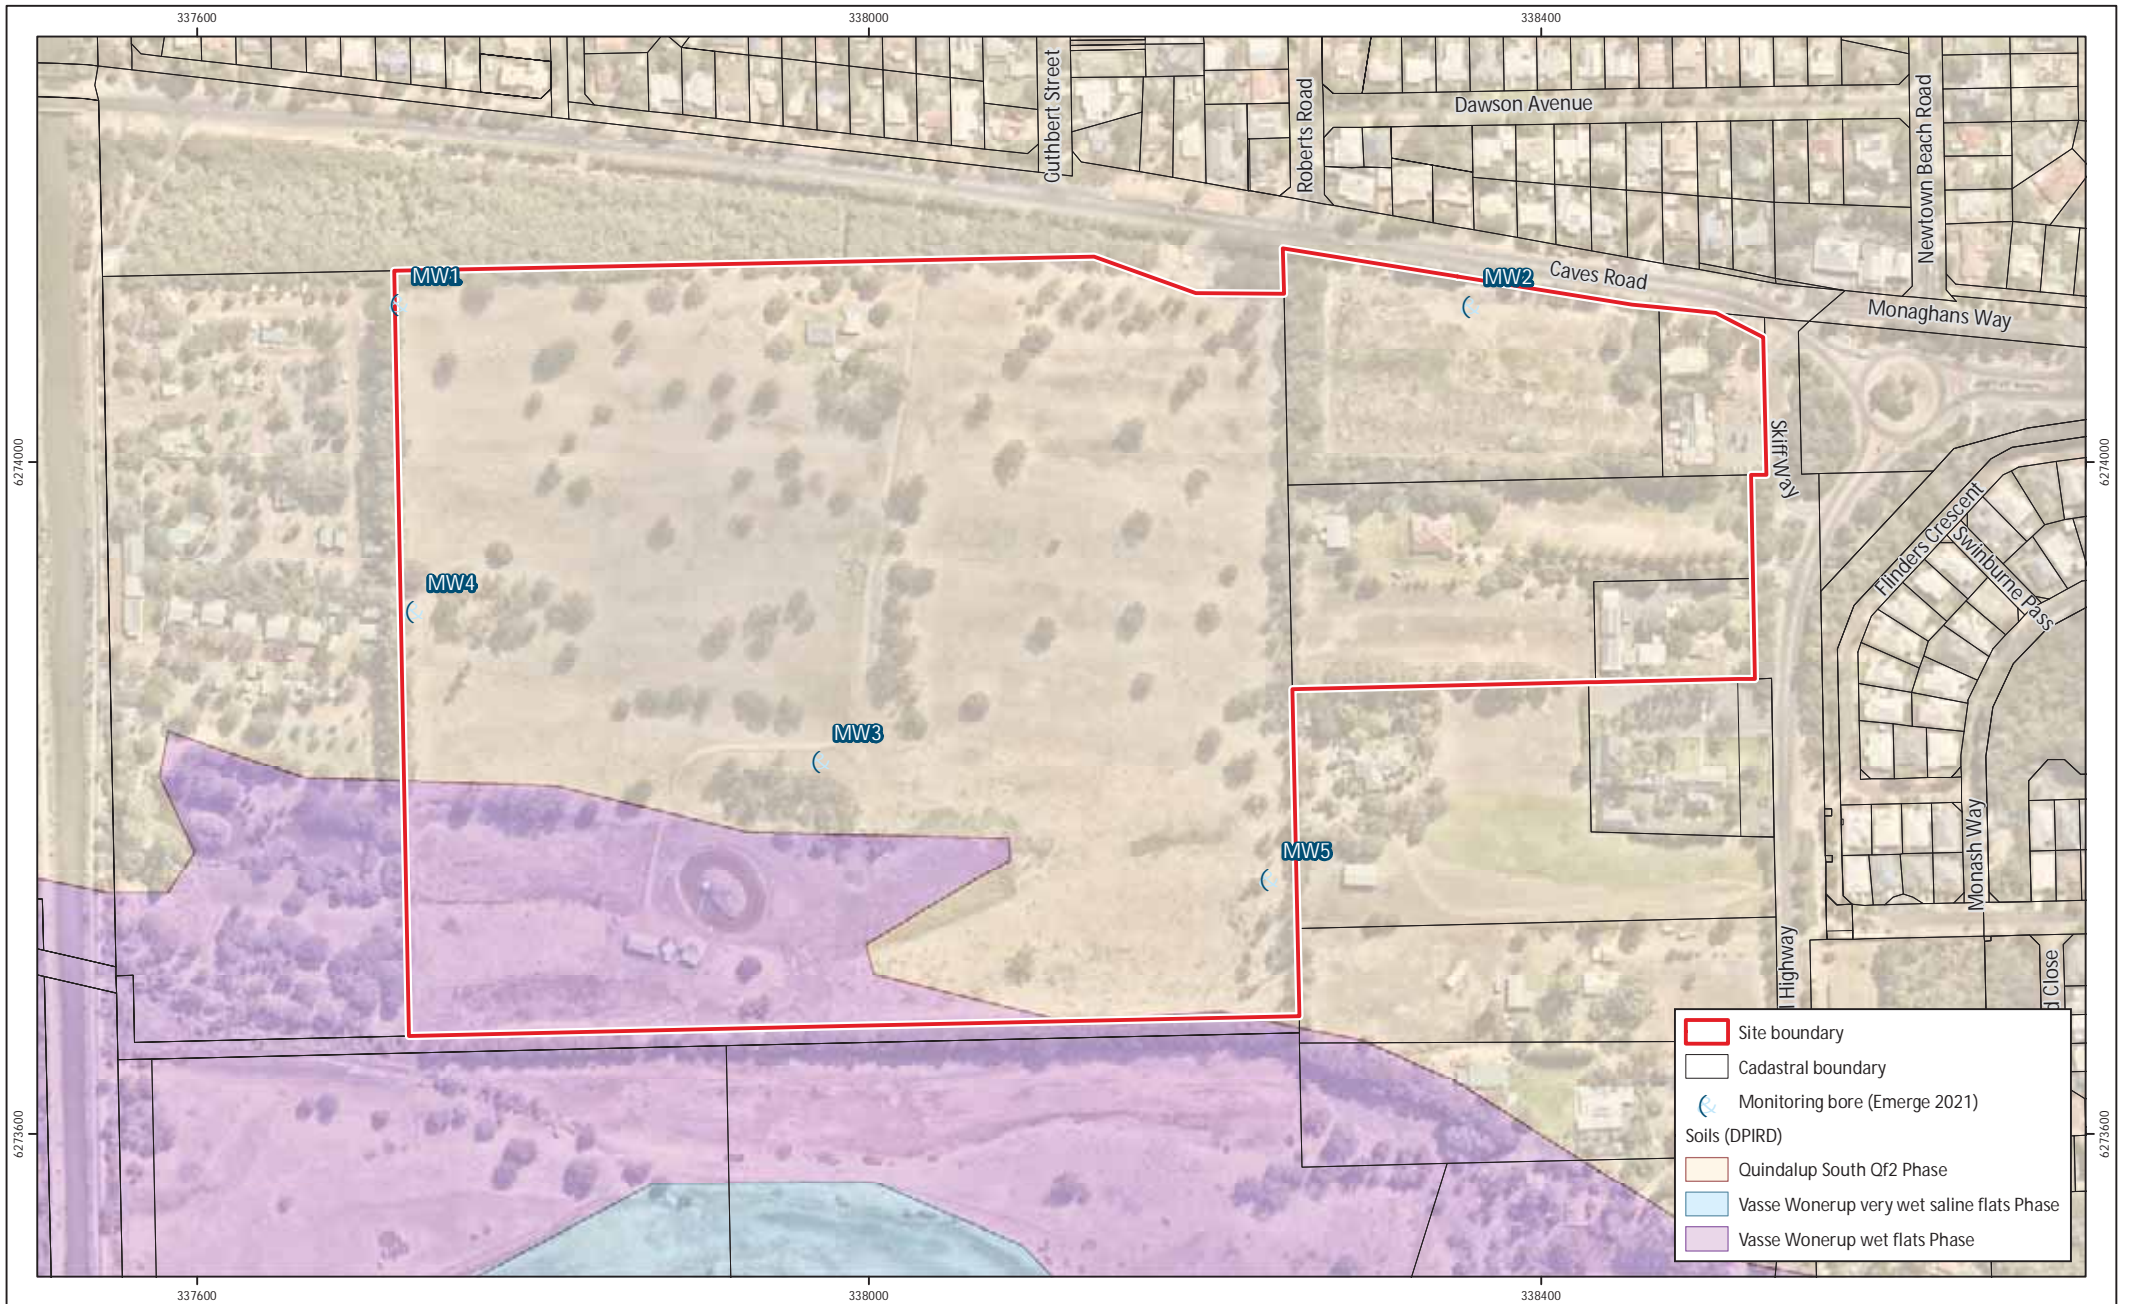 337600
338000
338400
Cuthbert Street
Roberts Road
Dawson Avenue
Newtown Beach Road
Caves Road
Monaghans Way
MW1
MW2
6274000
6274000
Skiff Way
Flinders Crescent
Swinburne Pass
MW4
MW3
MW5
Monash Way
l Highway
d Close
6273600
6273600
Site boundary
Cadastral boundary
Monitoring bore (Emerge 2021)
Soils (DPIRD)
Quindalup South Qf2 Phase
Vasse Wonerup very wet saline flats Phase
Vasse Wonerup wet flats Phase
337600
338000
338400